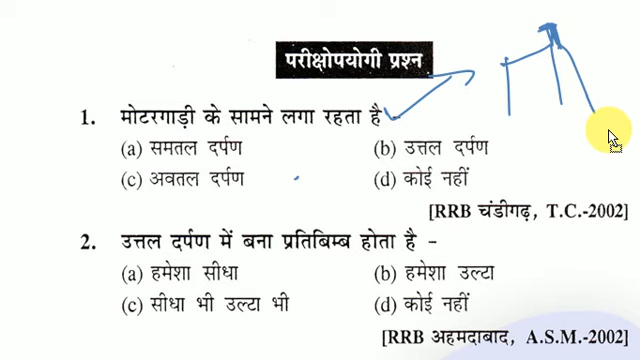 परीक्षोपयोगी प्रश्न
1. मोटरगाड़ी के सामने लगा रहता है
(a) समतल दर्पण (b) उत्तल दर्पण
(c) अवतल दर्पण (d) कोई नहीं
[RRB चंडीगढ़, T.C.-2002]
2. उत्तल दर्पण में बना प्रतिबिम्ब होता है -
(a) हमेशा सीधा (b) हमेशा उल्टा
(c) सीधा भी उल्टा भी (d) कोई नहीं
[RRB अहमदाबाद, A.S.M.-2002]